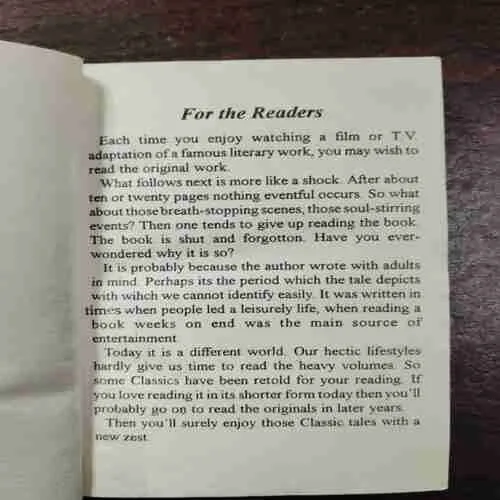 For the Readers
Each time you enjoy watching a film or T.V.
adaptation of a famous literary work, you may wish to
read the original work.
What follows next is more like a shock. After about
ten or twenty pages nothing eventful occurs. So what
about those breath-stopping scenes, those soul-stirring
events? Then one tends to give up reading the book.
The book is shut and forgotton. Have you ever-
wondered why it is so?
It is probably because the author wrote with adults
in mind. Perhaps its the period which the tale depicts
with wihch we cannot identify easily. It was written in
times when people led a leisurely life, when reading a
book weeks on end was the main source of
entertainment.
Today it is a different world. Our hectic lifestyles
hardly give us time to read the heavy volumes. So
some Classics have been retold for your reading. If
you love reading it in its shorter form today then you'll
probably go on to read the originals in later years.
Then you'll surely enjoy those Classic tales with a
new zest.